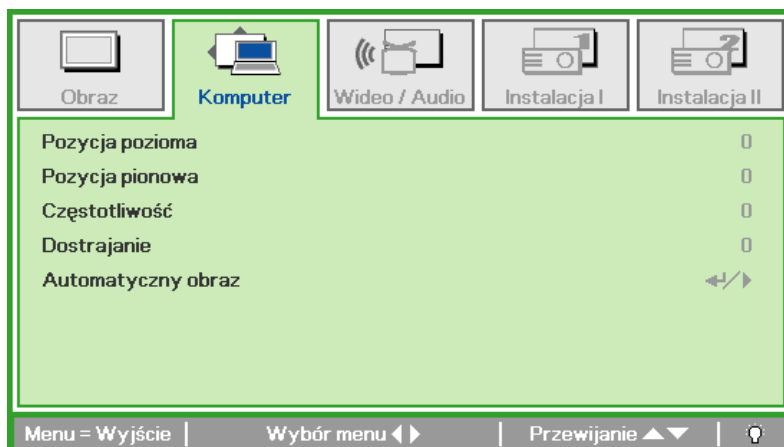 Obraz
Komputer
Wideo / Audio
Instalacja I
Instalacja II
Pozycja pozioma 0
Pozycja pionowa 0
Częstotliwość 0
Dostrajanie 0
Automatyczny obraz
Menu = Wyjście
Wybór menu
Przewijanie